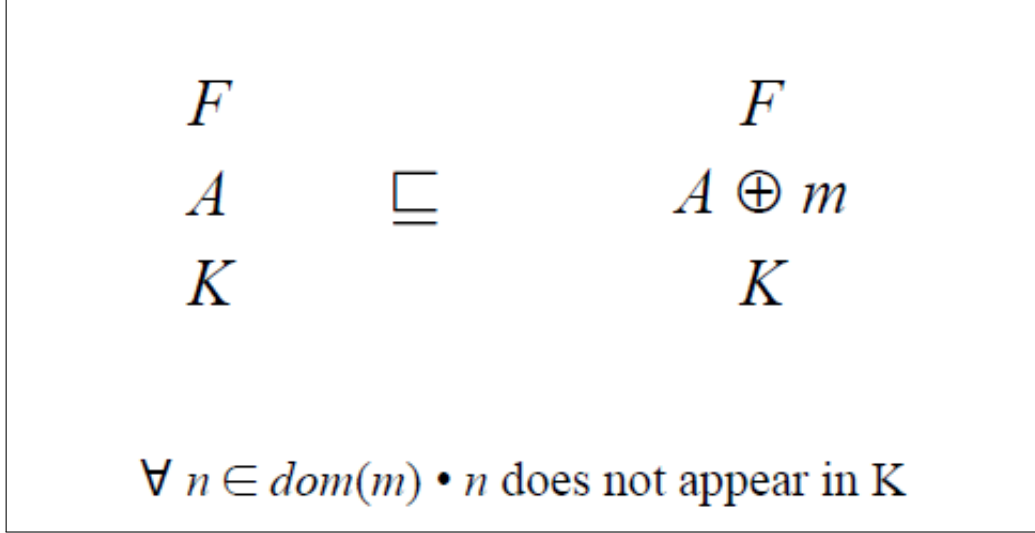 F F
A ⊑ A ⊕ m
K K
∀ n ∈ dom(m) • n does not appear in K